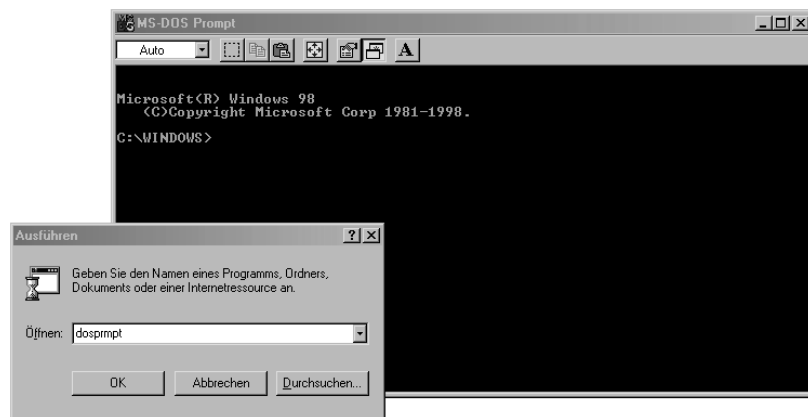 MS-DOS Prompt
Auto
A
Microsoft(R) Windows 98
(C)Copyright Microsoft Corp 1981-1998.
C:\WINDOWS>
Ausführen
Geben Sie den Namen eines Programms, Ordners,
Dokuments oder einer Internetressource an.
Öffnen: dosprmpt
OK Abbrechen Durchsuchen...